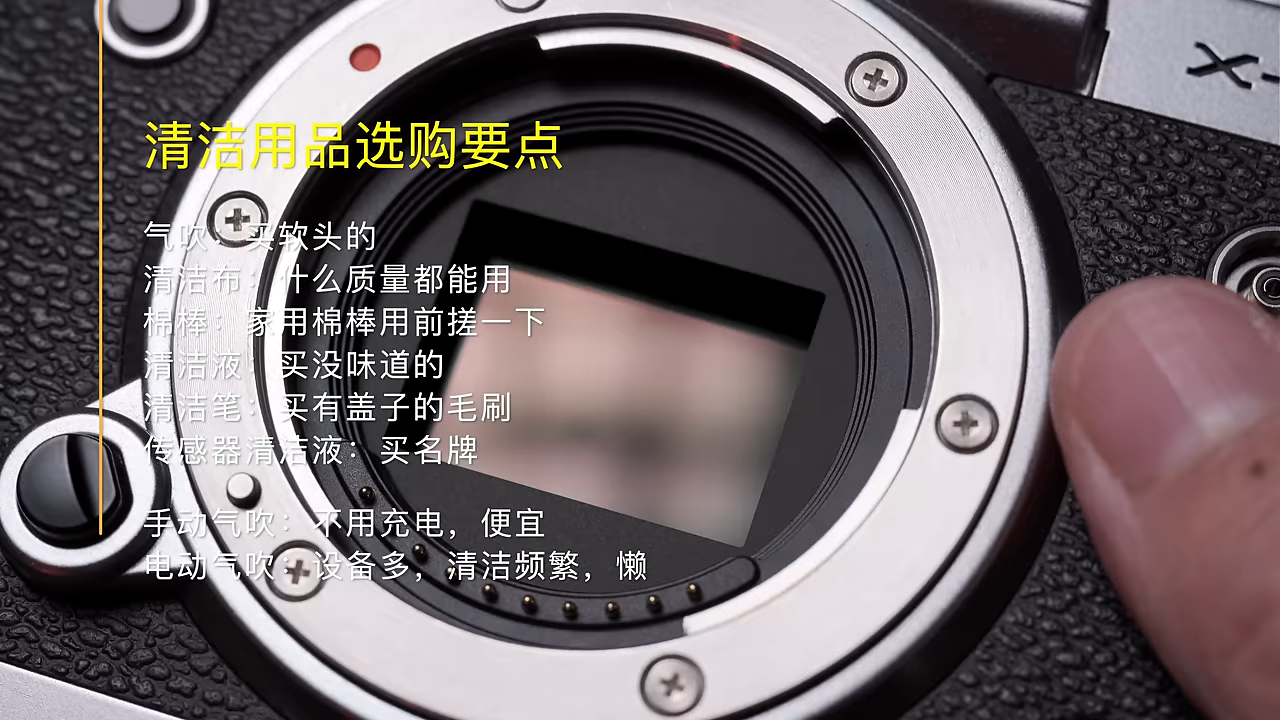 X-
清洁用品选购要点
气吹：买软头的
清洁布：什么质量都能用
棉棒：家用棉棒用前搓一下
清洁液：买没味道的
清洁笔：买有盖子的毛刷
传感器清洁液：买名牌
手动气吹：不用充电，便宜
电动气吹：设备多，清洁频繁，懒